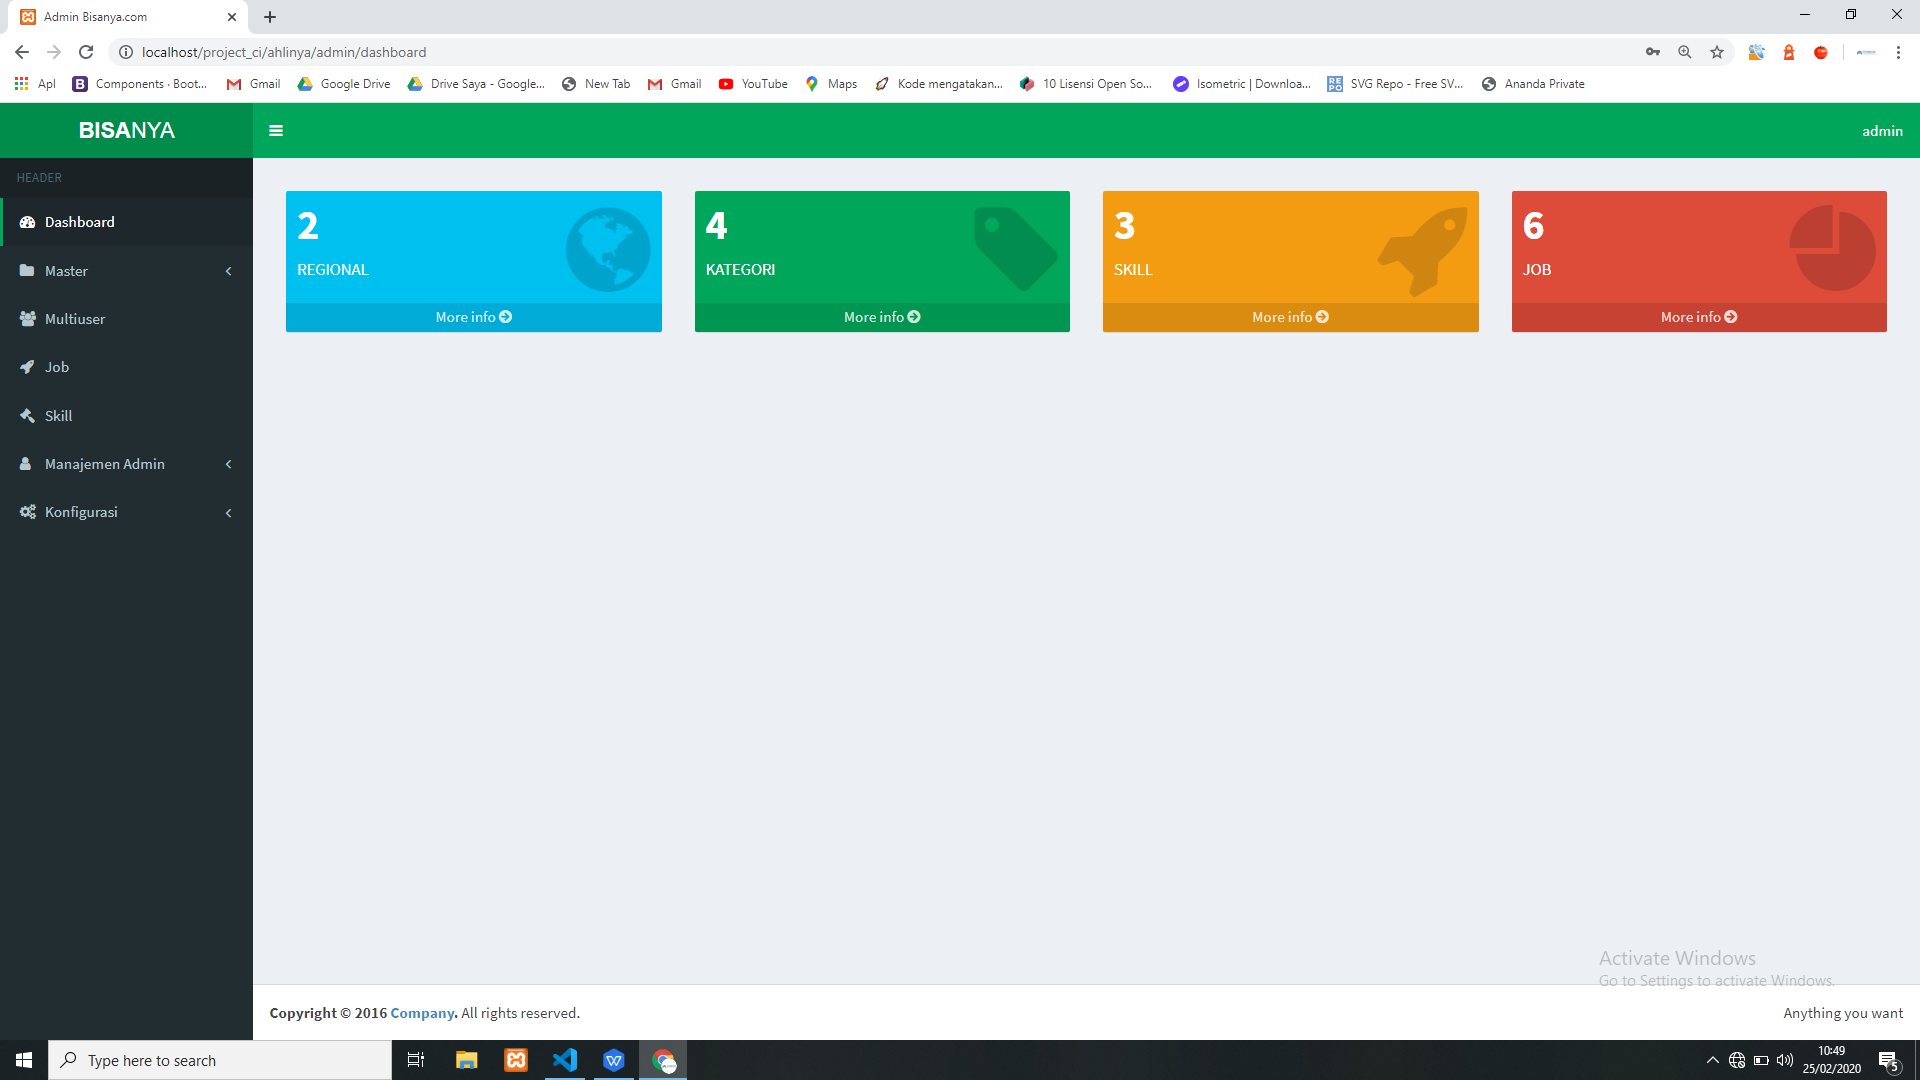 Admin Bisanya.com
localhost/project_ci/ahlinya/admin/dashboard
Apl Components · Boot... Gmail Google Drive Drive Saya - Google... New Tab Gmail YouTube Maps Kode mengatakan... 10 Lisensi Open So... Isometric | Downloa... SVG Repo - Free SV... Ananda Private
BISANYA admin
HEADER
Dashboard
Master
Multiuser
Job
Skill
Manajemen Admin
Konfigurasi
2
REGIONAL
More info
4
KATEGORI
More info
3
SKILL
More info
6
JOB
More info
Activate Windows
Go to Settings to activate Windows.
Copyright © 2016 Company. All rights reserved. Anything you want
Type here to search
10:49
25/02/2020
5